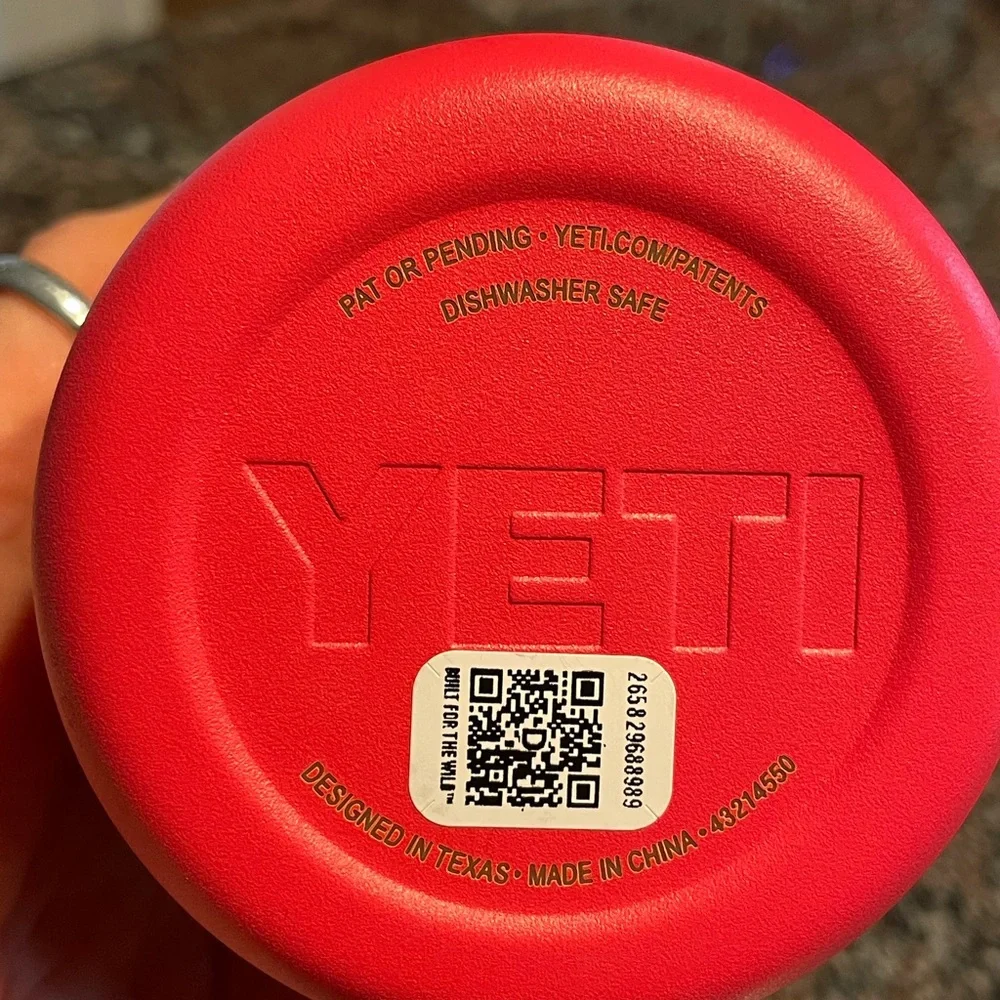 PAT OR PENDING • YETI.COM/PATENTS
DISHWASHER SAFE
YETI
BUILT FOR THE WILD™
265829688989
DESIGNED IN TEXAS • MADE IN CHINA • 43214550